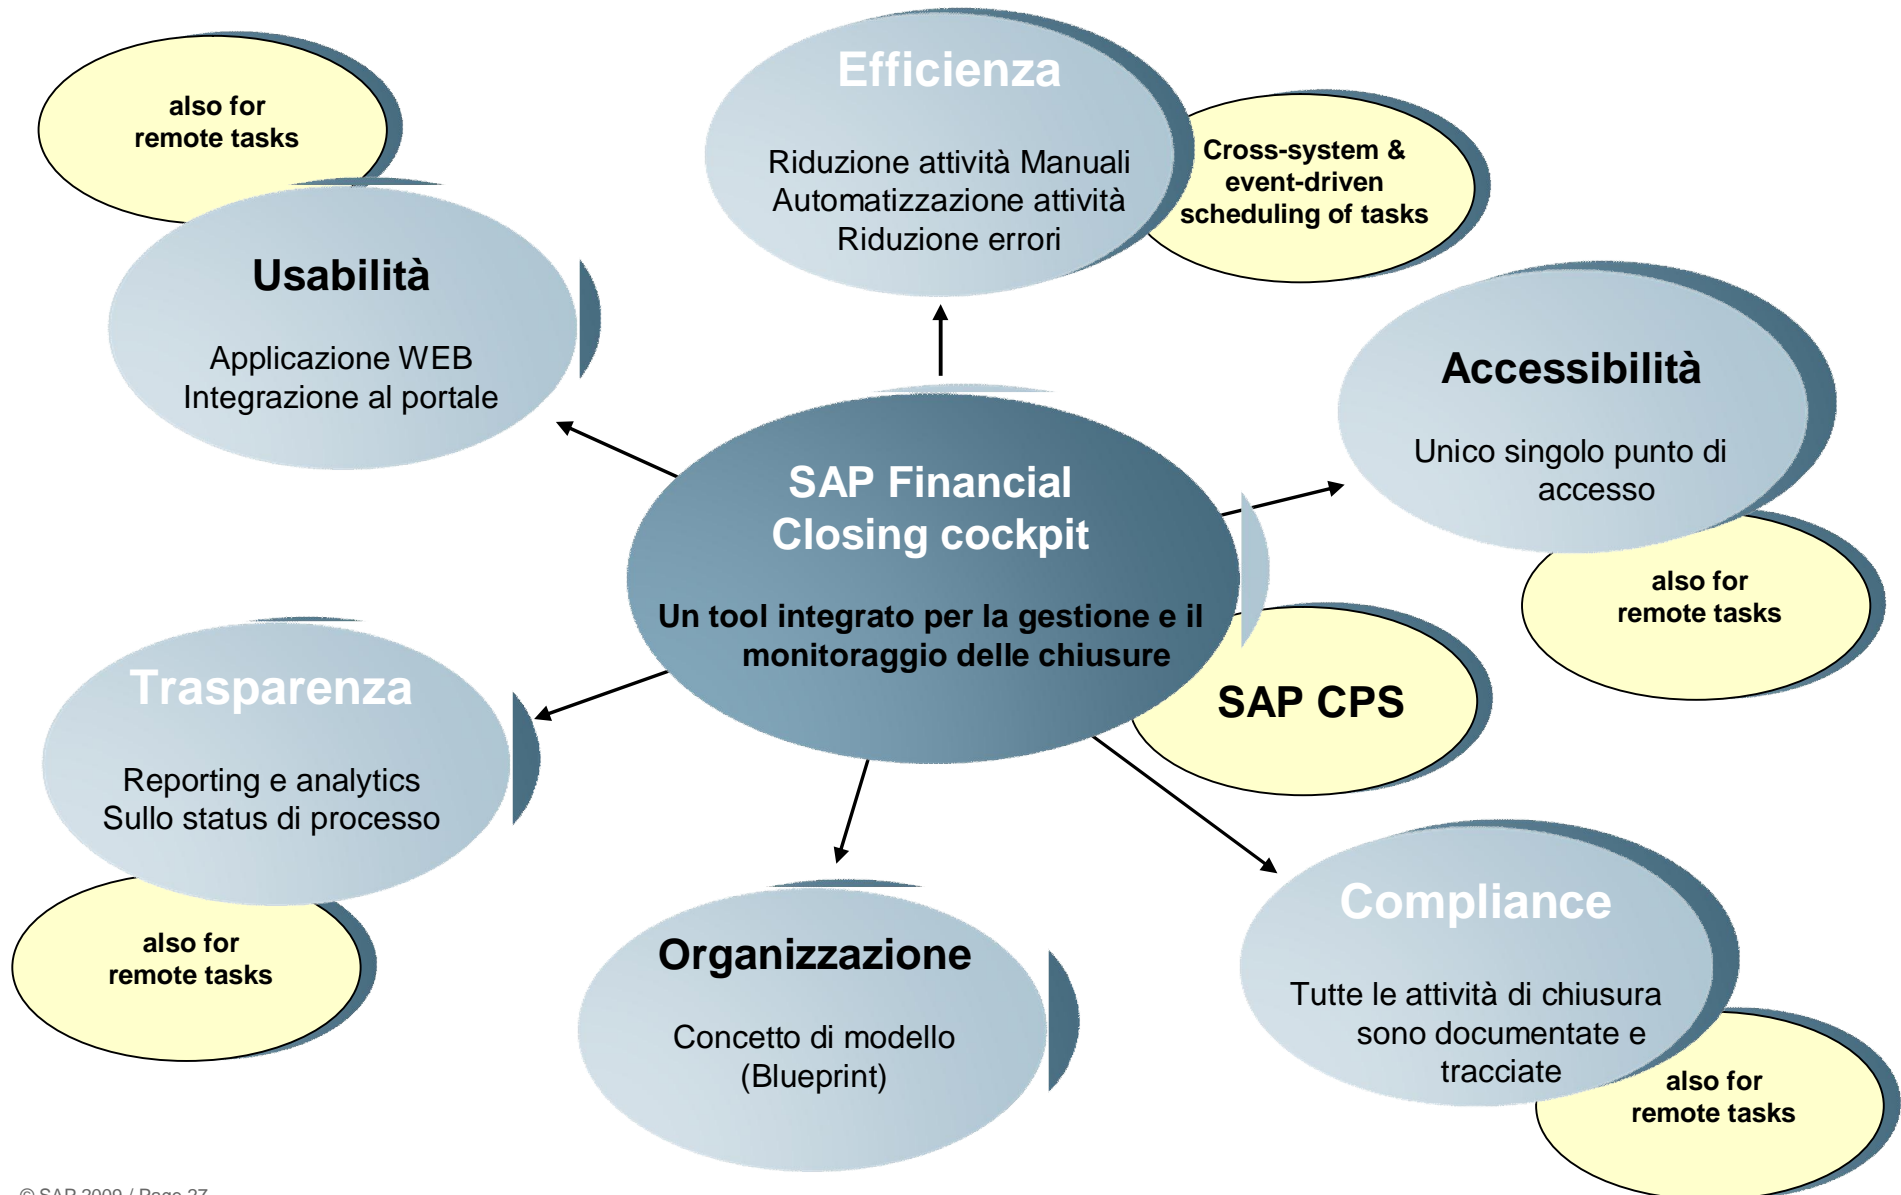 Efficienza
Riduzione attività Manuali
Automatizzazione attività
Riduzione errori
Cross-system &
event-driven
scheduling of tasks
also for
remote tasks
Usabilità
Applicazione WEB
Integrazione al portale
Accessibilità
Unico singolo punto di
accesso
also for
remote tasks
SAP Financial
Closing cockpit
Un tool integrato per la gestione e il
monitoraggio delle chiusure
SAP CPS
Trasparenza
Reporting e analytics
Sullo status di processo
also for
remote tasks
Organizzazione
Concetto di modello
(Blueprint)
Compliance
Tutte le attività di chiusura
sono documentate e
tracciate
also for
remote tasks
© SAP 2009 / Page 27